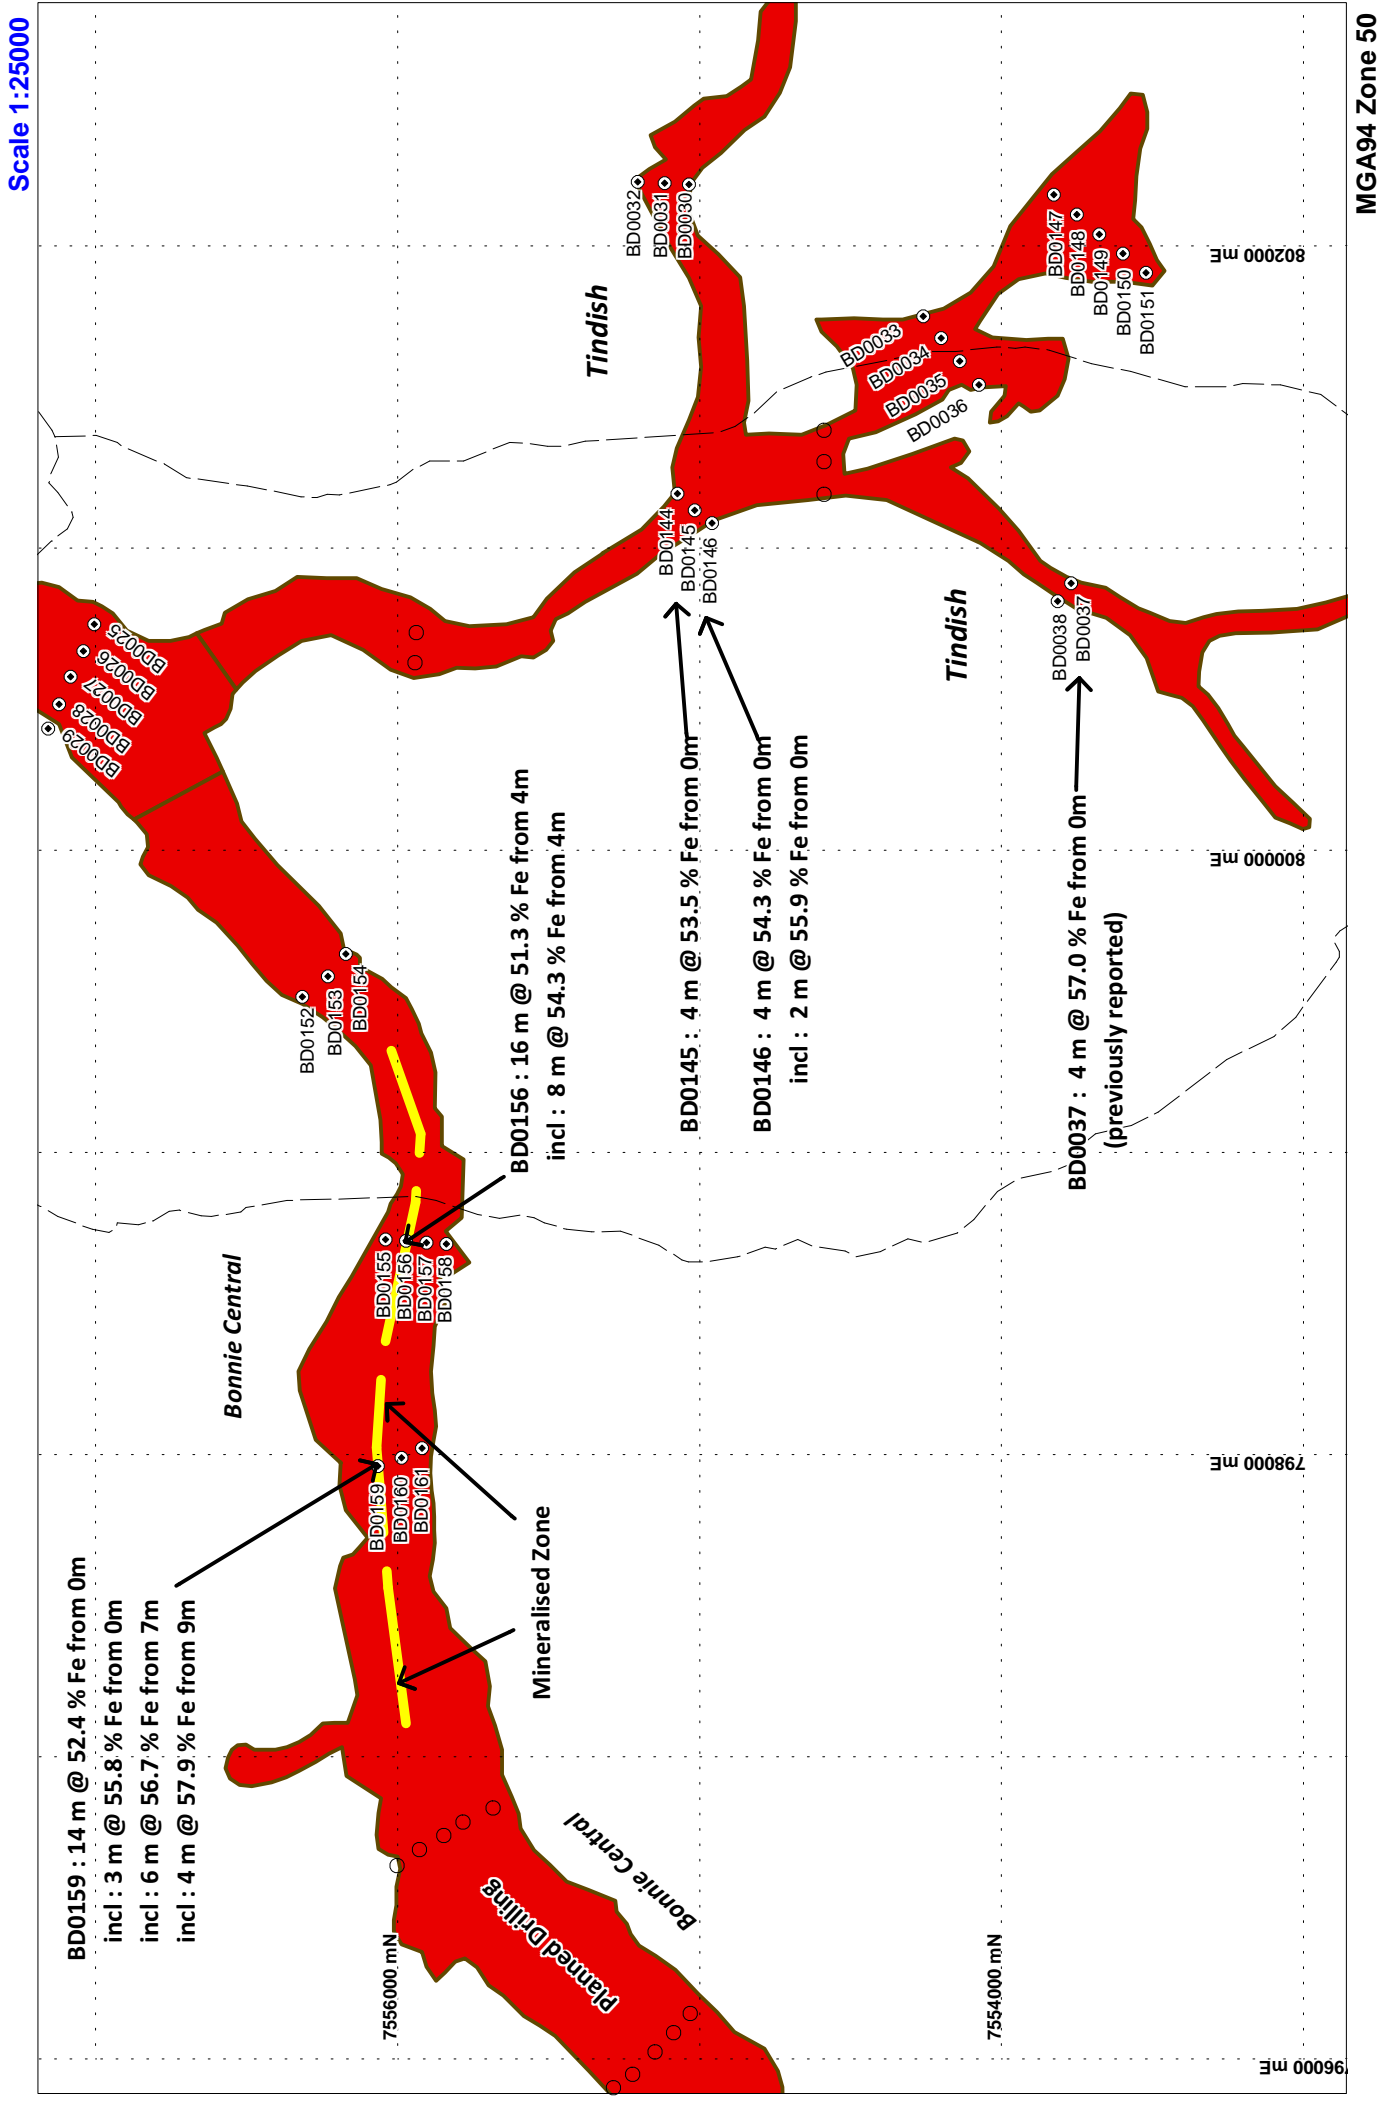 Scale 1:25000
BD0032
BD0031
BD0030
Tindish
BD0147
BD0148
BD0149
BD0150
BD0151
802000 mE
BD0033
BD0034
BD0035
BD0036
BD0144
BD0145
BD0146
BD0025
BD0026
BD0027
BD0028
BD0029
Tindish
BD0038
BD0037
800000 mE
BD0152
BD0153
BD0154
BD0156 : 16 m @ 51.3 % Fe from 4m
incl : 8 m @ 54.3 % Fe from 4m
BD0145 : 4 m @ 53.5 % Fe from 0m
BD0146 : 4 m @ 54.3 % Fe from 0m
incl : 2 m @ 55.9 % Fe from 0m
BD0037 : 4 m @ 57.0 % Fe from 0m
(previously reported)
Bonnie Central
BD0155
BD0156
BD0157
BD0158
798000 mE
BD0159
BD0160
BD0161
Mineralised Zone
BD0159 : 14 m @ 52.4 % Fe from 0m
incl : 3 m @ 55.8 % Fe from 0m
incl : 6 m @ 56.7 % Fe from 7m
incl : 4 m @ 57.9 % Fe from 9m
Bonnie Central
Planned Drilling
7556000 mN
7554000 mN
796000 mE
MGA94 Zone 50